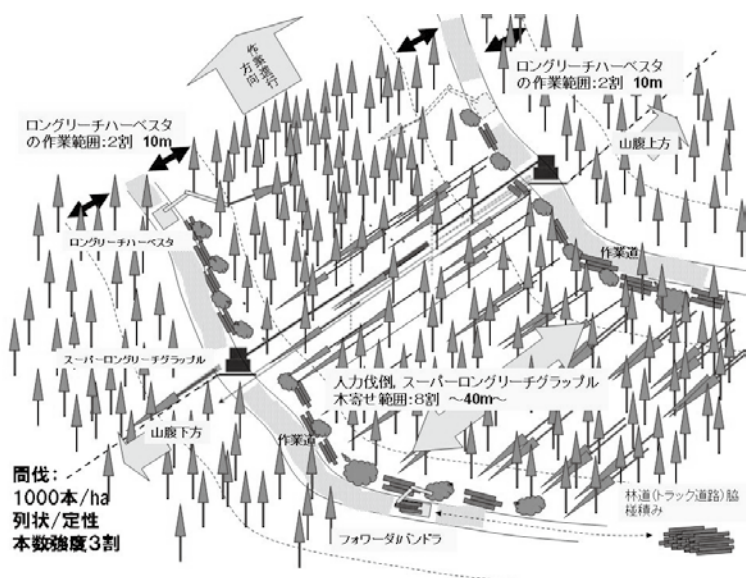 作業進行
方向
ロングリーチハーベスタ
の作業範囲:2割 10m
ロングリーチハーベスタ
の作業範囲:2割 10m
山腹上方
ロングリーチハーベスタ
作業道
スーパーロングリーチグラップル
人力伐倒, スーパーロングリーチグラップル
木寄せ範囲:8割 ～40m～
山腹下方
作業道
間伐:
1000本/ha
列状/定性
本数強度3割
林道(トラック道路)脇
椪積み
フォワーダ/バンドラ